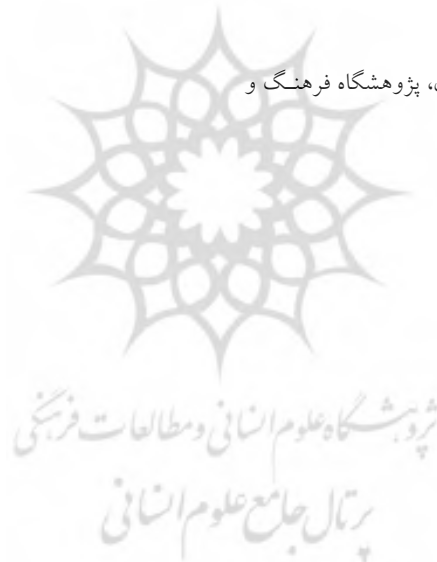 ، پژوهشگاه فرهنگ و
پژوهشگاه علوم انسانی و مطالعات فرهنگی
پرتال جامع علوم انسانی